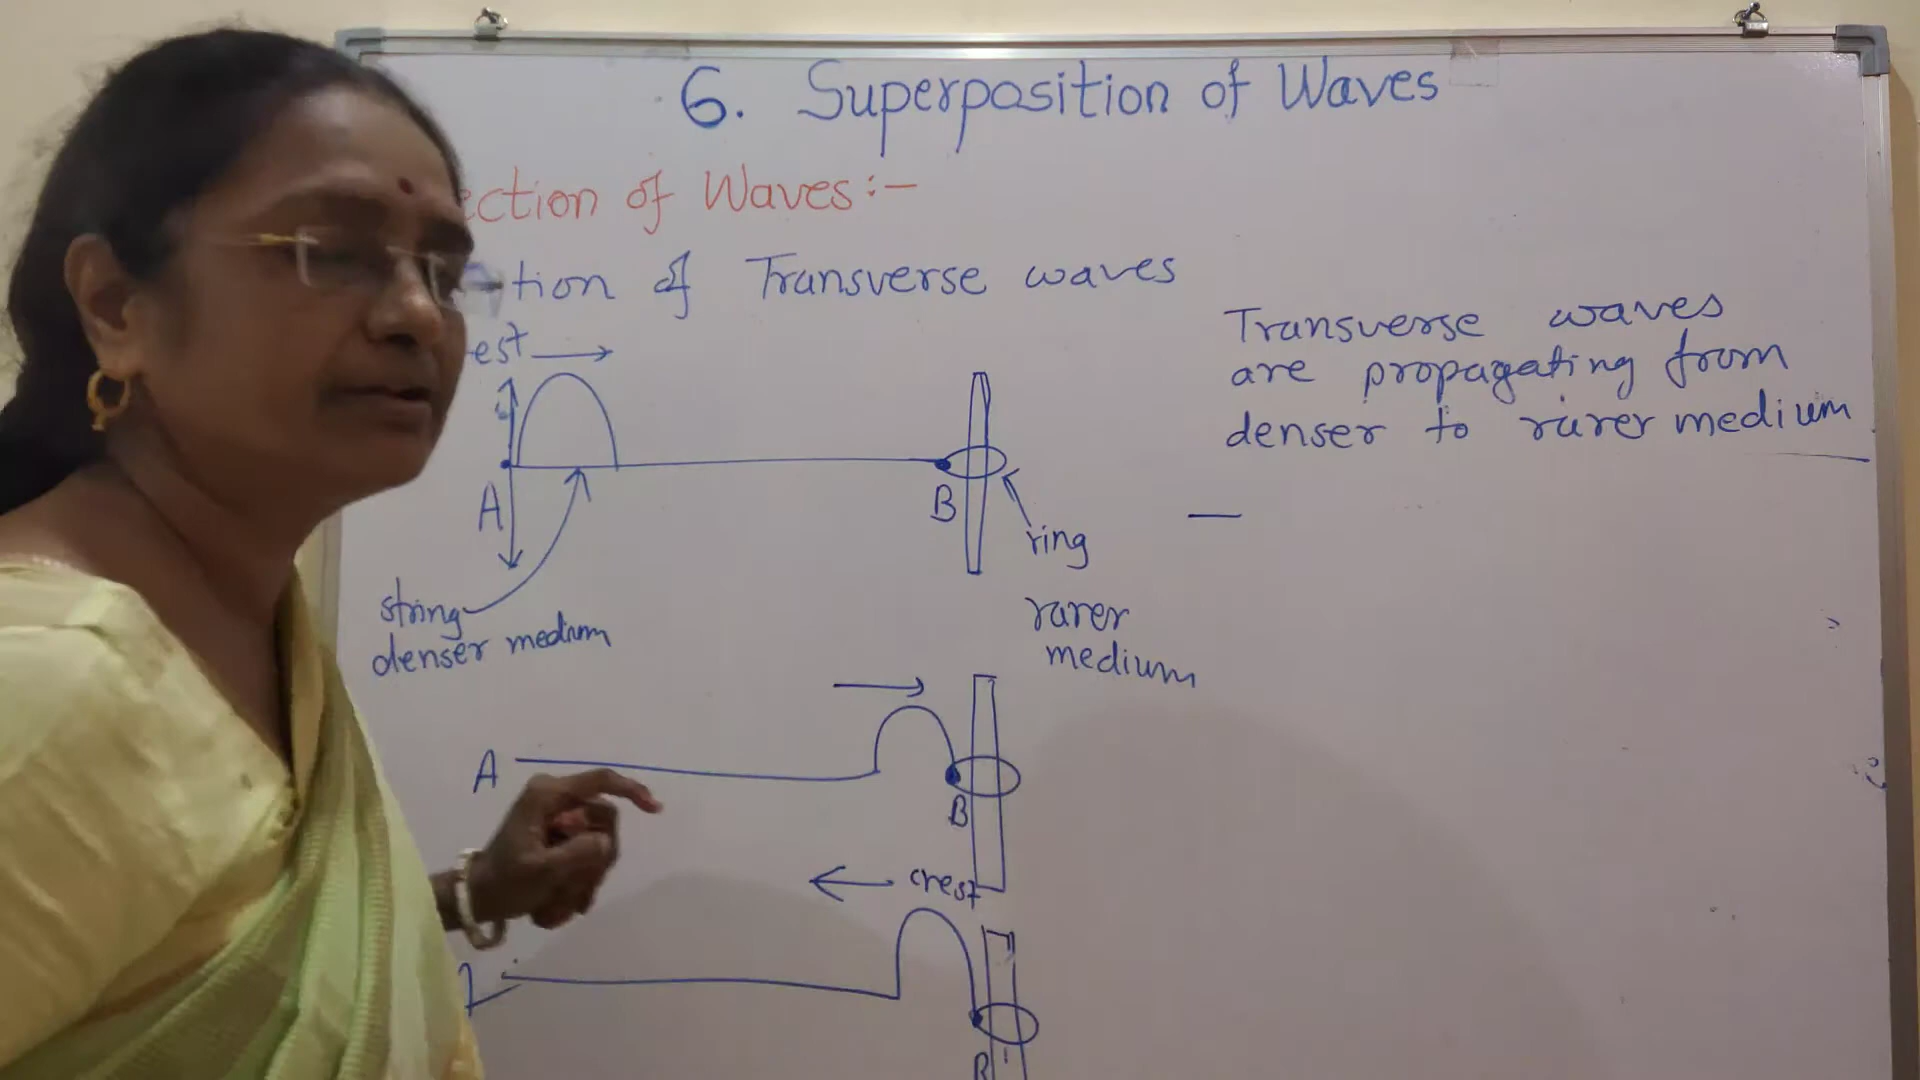 6. Superposition of Waves
ection of Waves:-
tion of Transverse waves
Transverse waves
are propagating from
denser to rarer medium
est
A
B
ring
string
denser medium
rarer
medium
A
B
crest
B